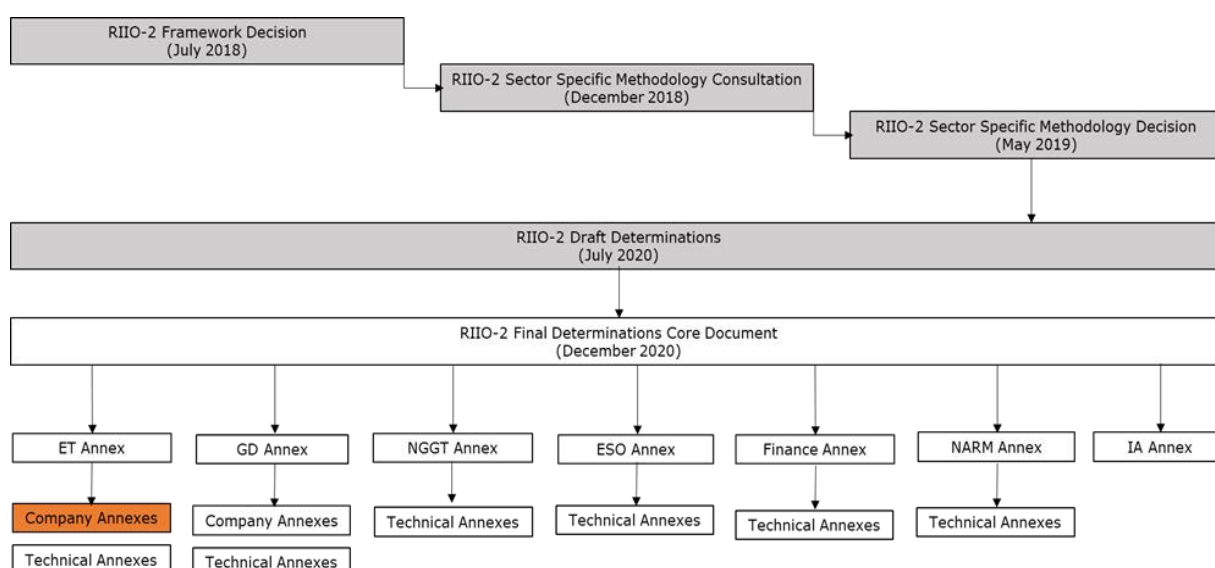 RIIO-2 Framework Decision
(July 2018)
RIIO-2 Sector Specific Methodology Consultation
(December 2018)
RIIO-2 Sector Specific Methodology Decision
(May 2019)
RIIO-2 Draft Determinations
(July 2020)
RIIO-2 Final Determinations Core Document
(December 2020)
ET Annex
GD Annex
NGGT Annex
ESO Annex
Finance Annex
NARM Annex
IA Annex
Company Annexes
Company Annexes
Technical Annexes
Technical Annexes
Technical Annexes
Technical Annexes
Technical Annexes
Technical Annexes